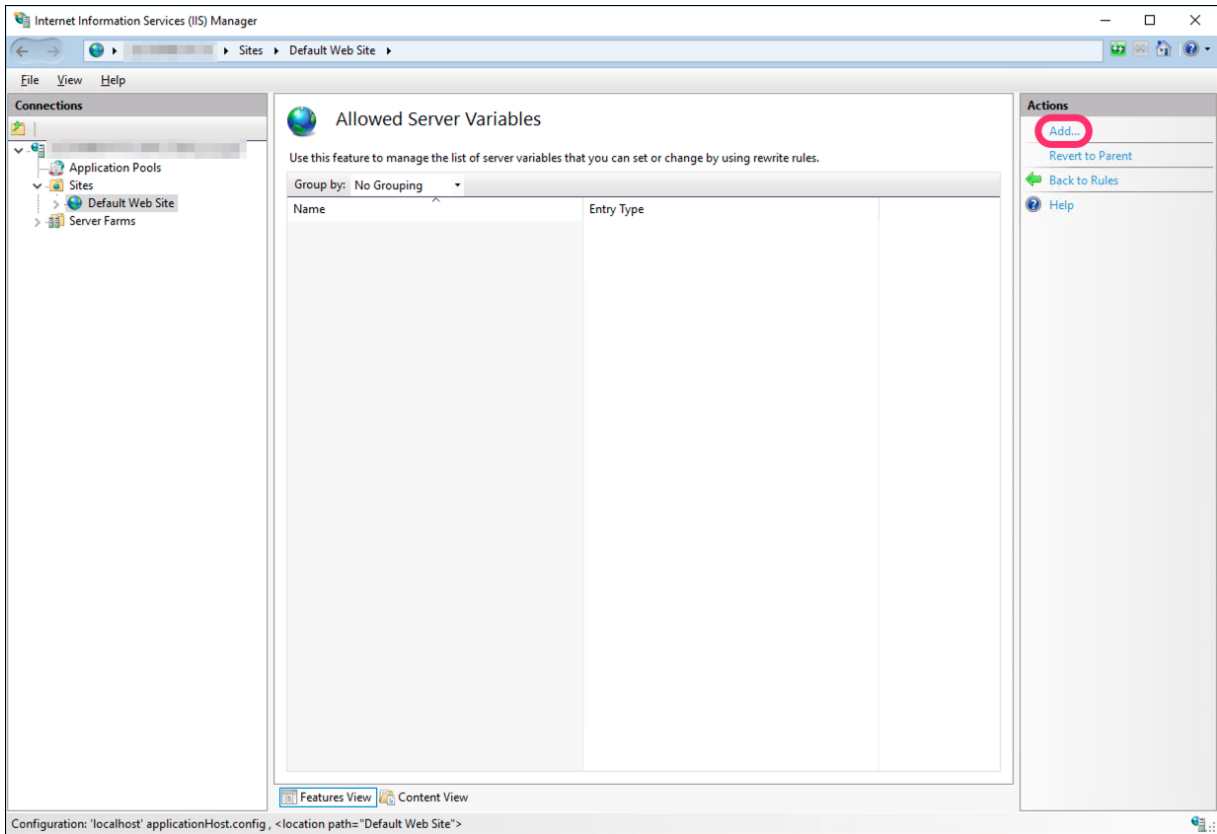 Internet Information Services (IIS) Manager
Sites Default Web Site
File View Help
Connections
Application Pools
Sites
Default Web Site
Server Farms
Allowed Server Variables
Use this feature to manage the list of server variables that you can set or change by using rewrite rules.
Group by: No Grouping
Name Entry Type
Features View Content View
Actions
Add...
Revert to Parent
Back to Rules
Help
Configuration: 'localhost' applicationHost.config , <location path="Default Web Site">